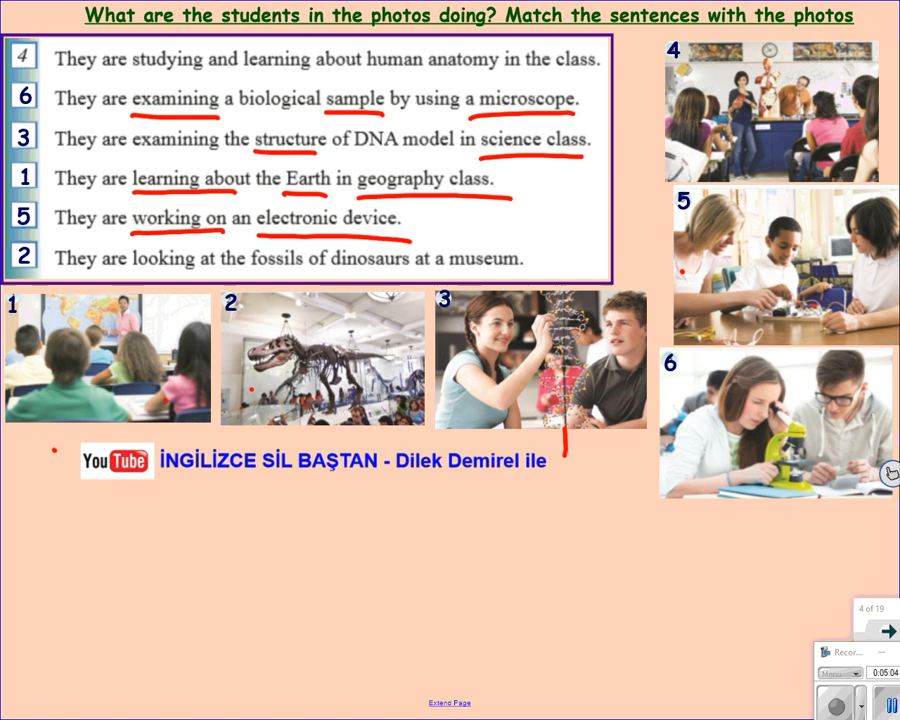 What are the students in the photos doing? Match the sentences with the photos
4 They are studying and learning about human anatomy in the class.
6 They are examining a biological sample by using a microscope.
3 They are examining the structure of DNA model in science class.
1 They are learning about the Earth in geography class.
5 They are working on an electronic device.
2 They are looking at the fossils of dinosaurs at a museum.
4
5
1
2
3
6
YouTube İNGİLİZCE SİL BAŞTAN - Dilek Demirel ile
4 of 19
Recor...
Menu
0:05:04
Extend Page